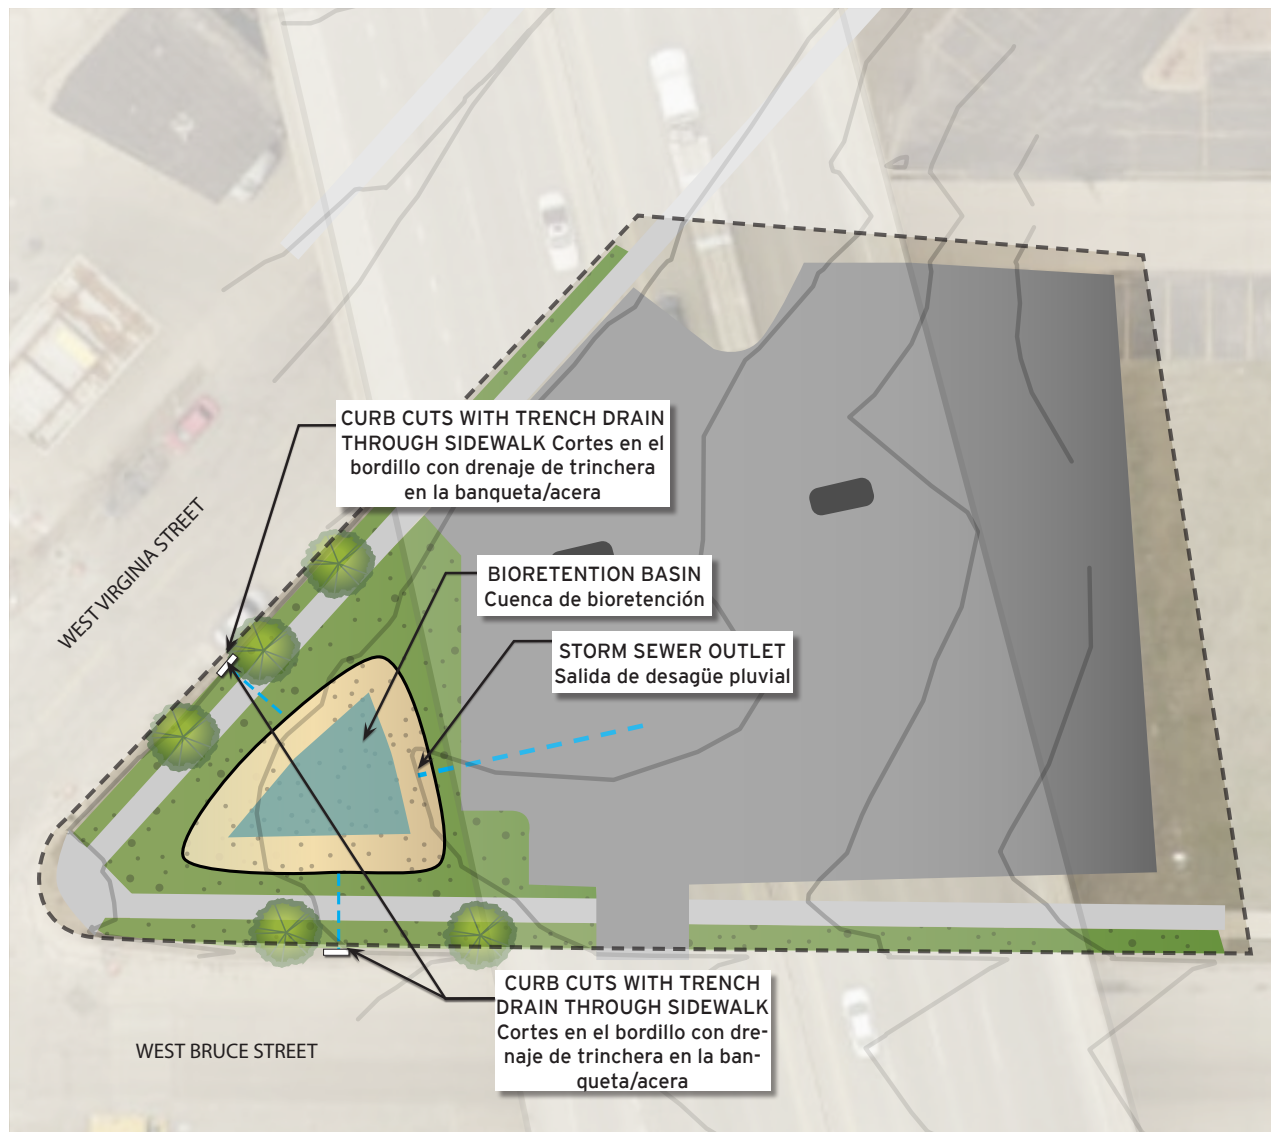 CURB CUTS WITH TRENCH DRAIN
THROUGH SIDEWALK Cortes en el
bordillo con drenaje de trinchera
en la banqueta/acera
WEST VIRGINIA STREET
BIORETENTION BASIN
Cuenca de bioretención
STORM SEWER OUTLET
Salida de desagüe pluvial
CURB CUTS WITH TRENCH
DRAIN THROUGH SIDEWALK
Cortes en el bordillo con dre-
naje de trinchera en la ban-
queta/acera
WEST BRUCE STREET